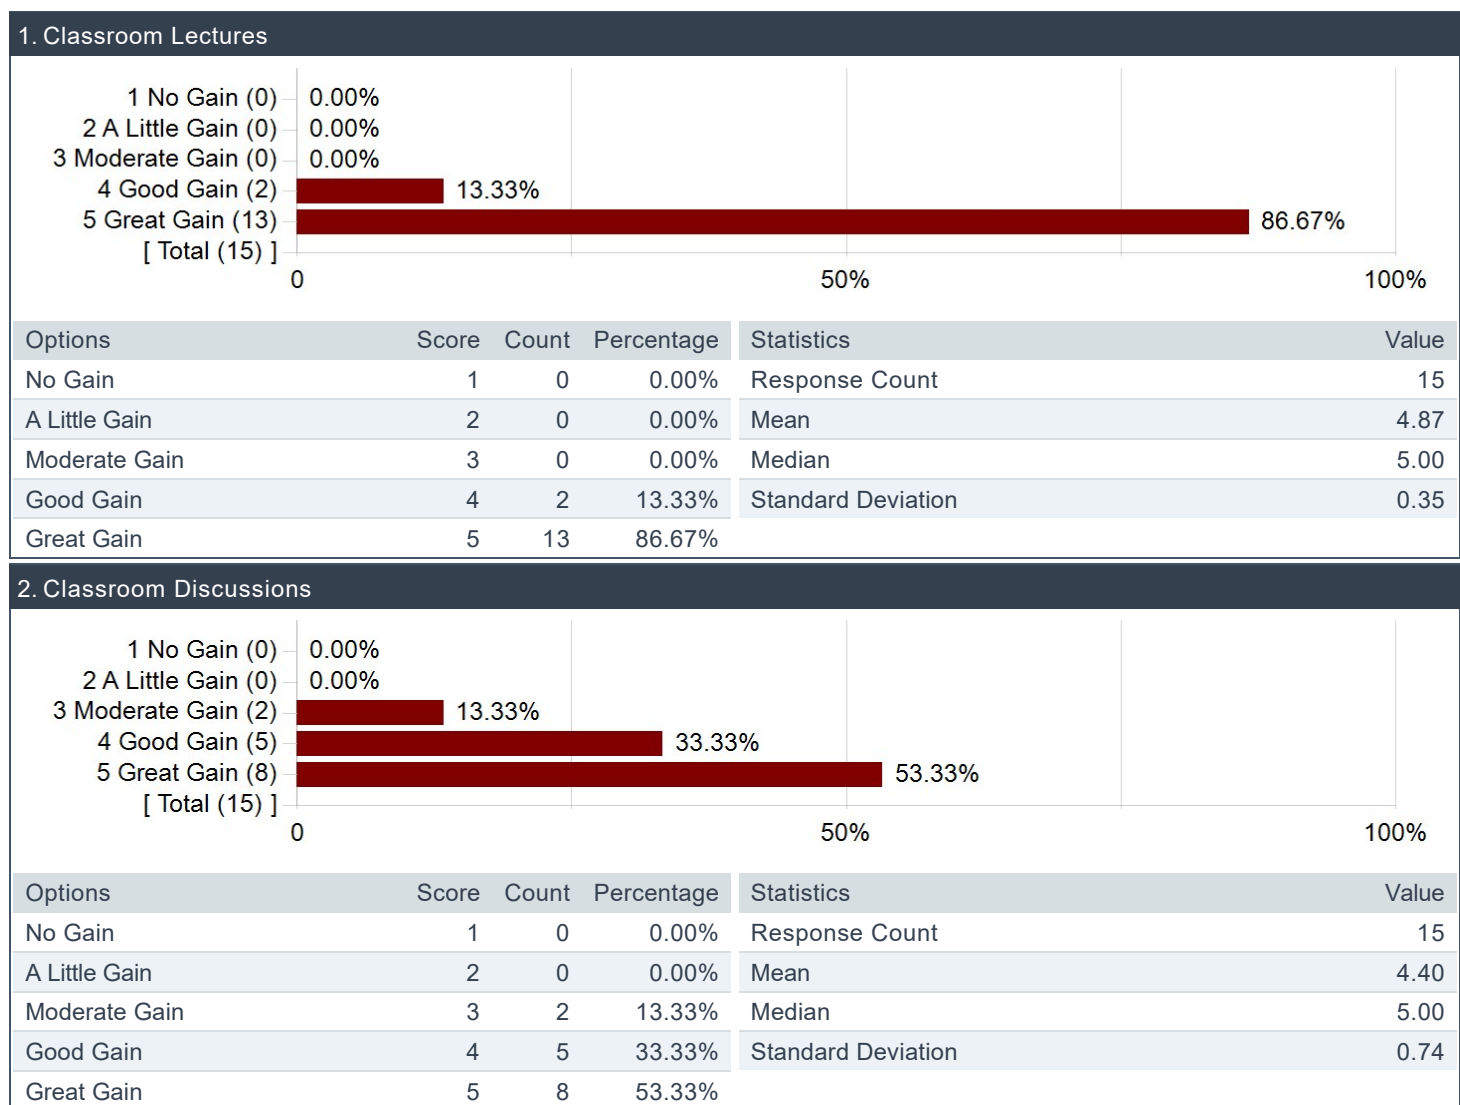 1. Classroom Lectures
1 No Gain (0) 0.00%
2 A Little Gain (0) 0.00%
3 Moderate Gain (0) 0.00%
4 Good Gain (2) 13.33%
5 Great Gain (13) 86.67%
[ Total (15) ]
0 50% 100%
Options Score Count Percentage Statistics Value
No Gain 1 0 0.00% Response Count 15
A Little Gain 2 0 0.00% Mean 4.87
Moderate Gain 3 0 0.00% Median 5.00
Good Gain 4 2 13.33% Standard Deviation 0.35
Great Gain 5 13 86.67%
2. Classroom Discussions
1 No Gain (0) 0.00%
2 A Little Gain (0) 0.00%
3 Moderate Gain (2) 13.33%
4 Good Gain (5) 33.33%
5 Great Gain (8) 53.33%
[ Total (15) ]
0 50% 100%
Options Score Count Percentage Statistics Value
No Gain 1 0 0.00% Response Count 15
A Little Gain 2 0 0.00% Mean 4.40
Moderate Gain 3 2 13.33% Median 5.00
Good Gain 4 5 33.33% Standard Deviation 0.74
Great Gain 5 8 53.33%